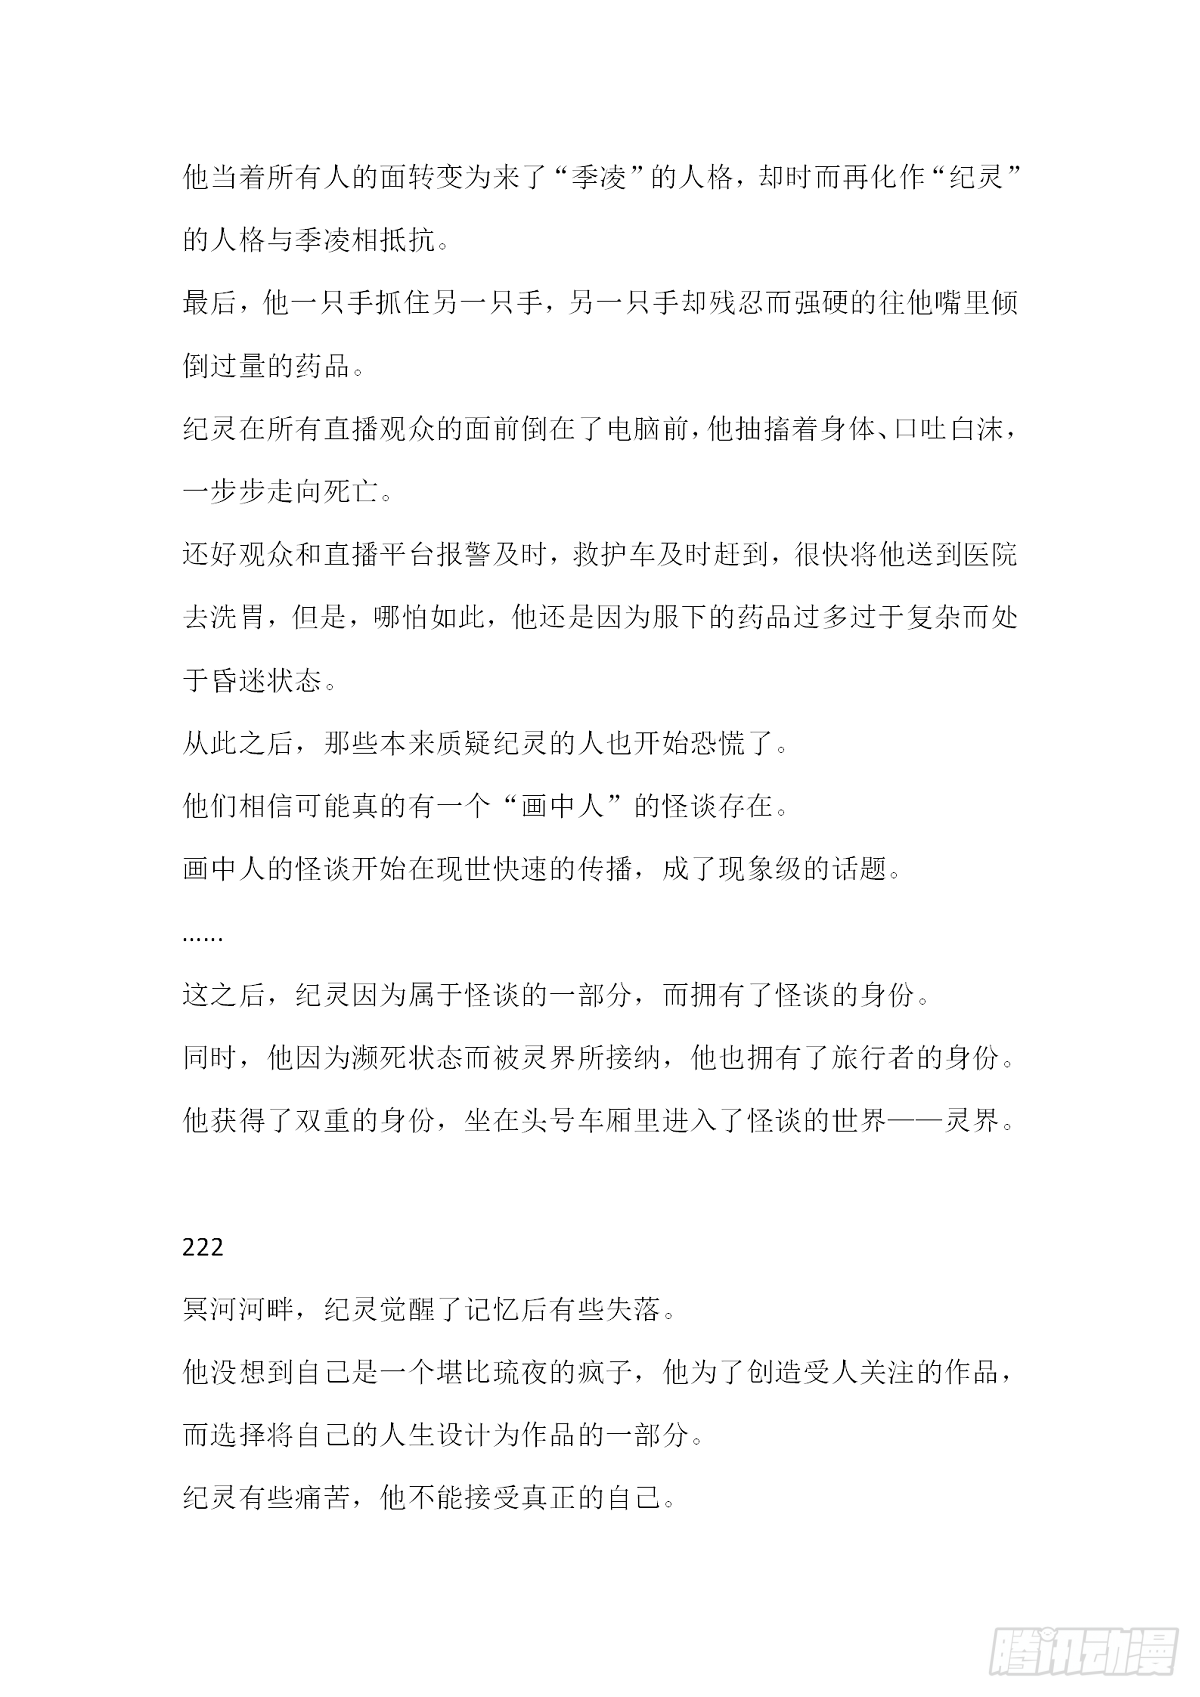 他当着所有人的面转变为来了“季凌”的人格，却时而再化作“纪灵”
的人格与季凌相抵抗。
最后，他一只手抓住另一只手，另一只手却残忍而强硬的往他嘴里倾
倒过量的药品。
纪灵在所有直播观众的面前倒在了电脑前，他抽搐着身体、口吐白沫，
一步步走向死亡。
还好观众和直播平台报警及时，救护车及时赶到，很快将他送到医院
去洗胃，但是，哪怕如此，他还是因为服下的药品过多过于复杂而处
于昏迷状态。
从此之后，那些本来质疑纪灵的人也开始恐慌了。
他们相信可能真的有一个“画中人”的怪谈存在。
画中人的怪谈开始在现世快速的传播，成了现象级的话题。
……
这之后，纪灵因为属于怪谈的一部分，而拥有了怪谈的身份。
同时，他因为濒死状态而被灵界所接纳，他也拥有了旅行者的身份。
他获得了双重的身份，坐在头号车厢里进入了怪谈的世界——灵界。
222
冥河河畔，纪灵觉醒了记忆后有些失落。
他没想到自己是一个堪比琉夜的疯子，他为了创造受人关注的作品，
而选择将自己的人生设计为作品的一部分。
纪灵有些痛苦，他不能接受真正的自己。
腾讯动漫